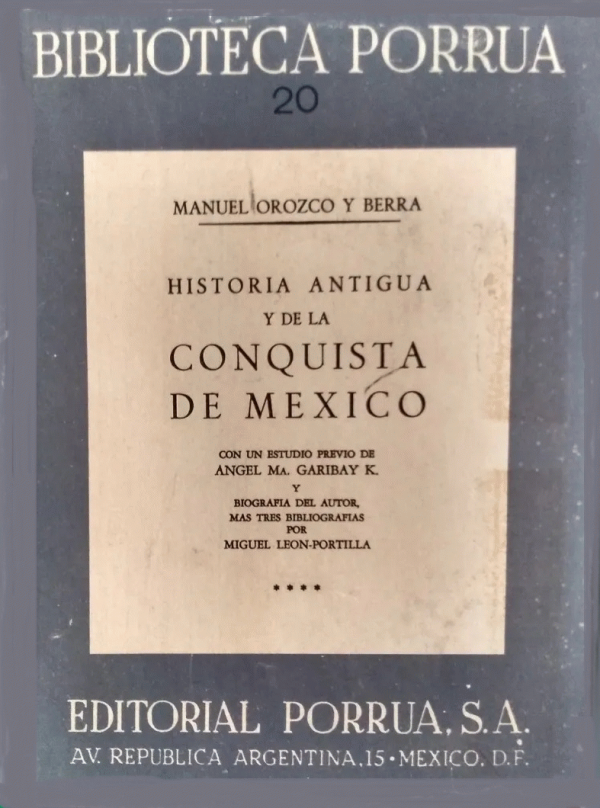 BIBLIOTECA PORRUA
20
MANUEL OROZCO Y BERRA
HISTORIA ANTIGUA
Y DE LA
CONQUISTA
DE MEXICO
CON UN ESTUDIO PREVIO DE
ANGEL MA. GARIBAY K.
Y
BIOGRAFIA DEL AUTOR,
MAS TRES BIBLIOGRAFIAS
POR
MIGUEL LEON-PORTILLA
****
EDITORIAL PORRUA, S.A.
AV. REPUBLICA ARGENTINA, 15 · MEXICO, D.F.